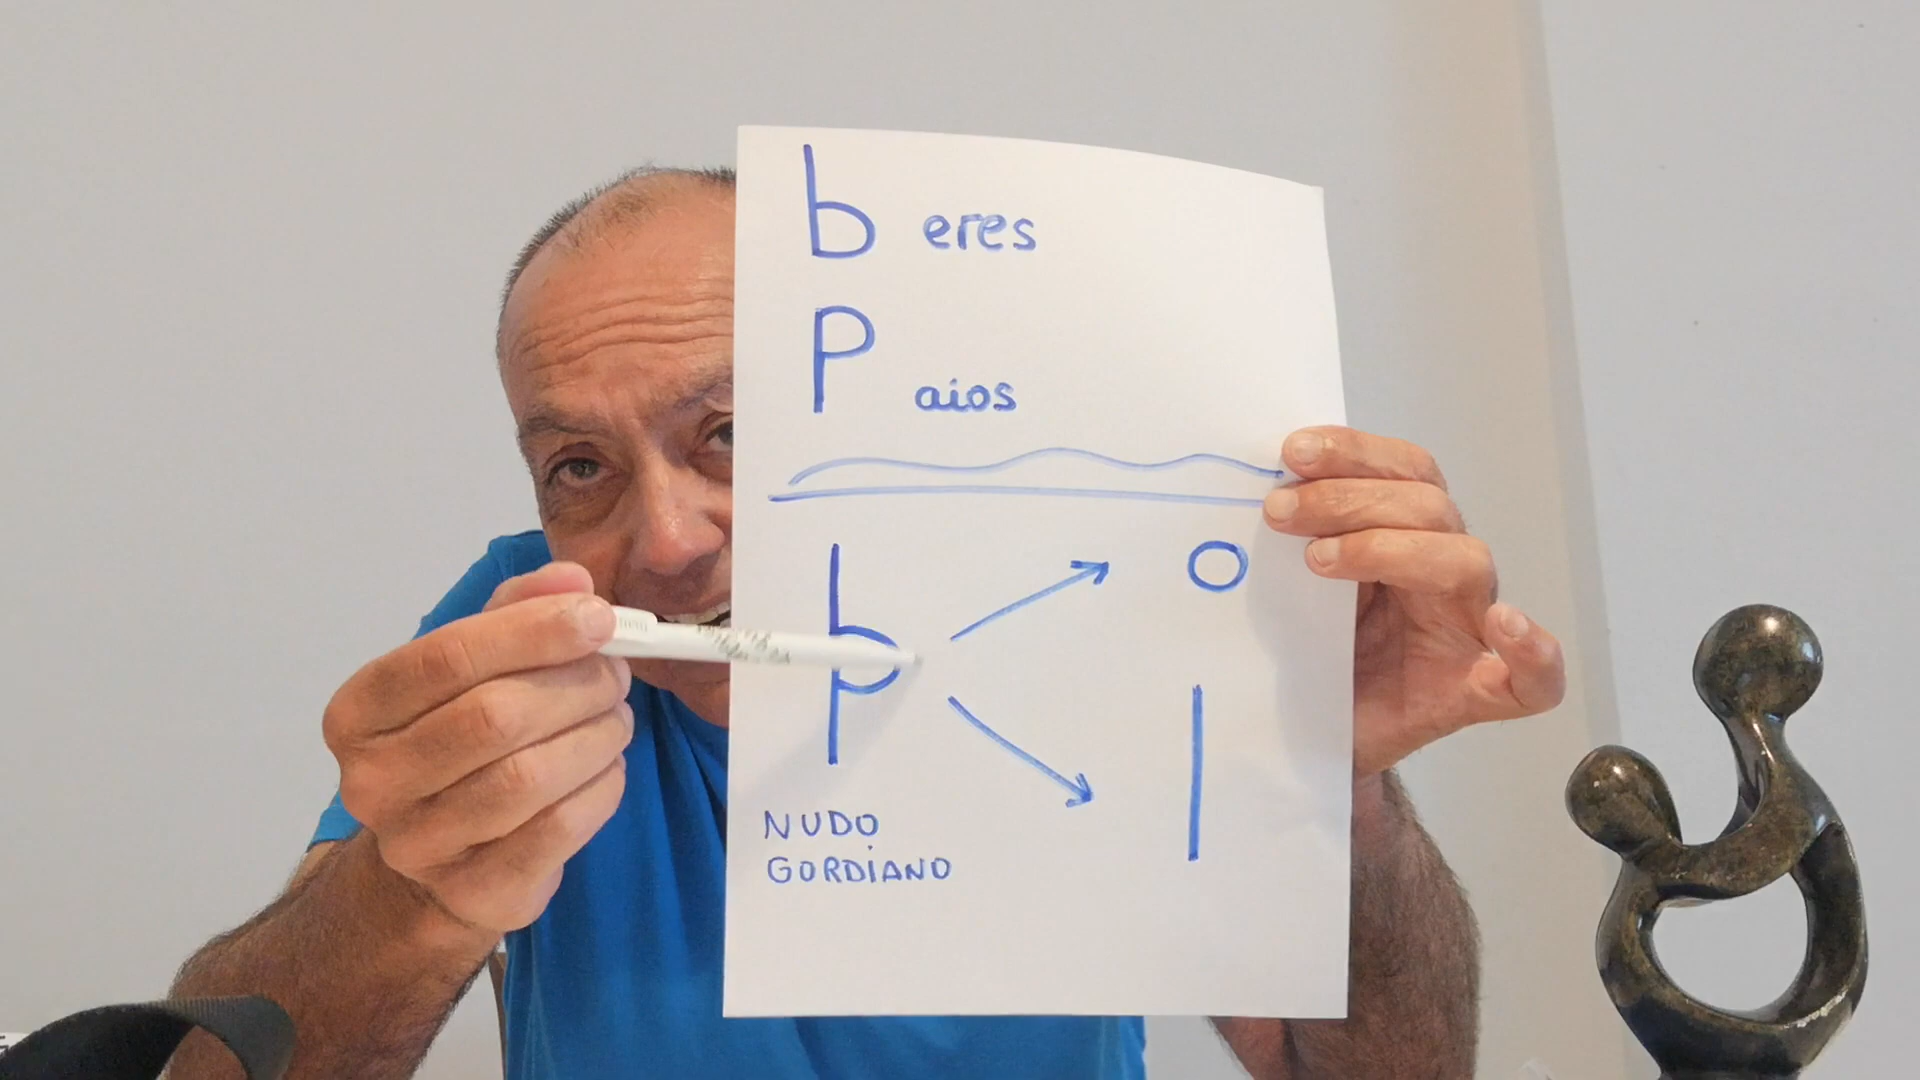 b eres
P aios
b
p
O
|
NUDO
GORDIANO